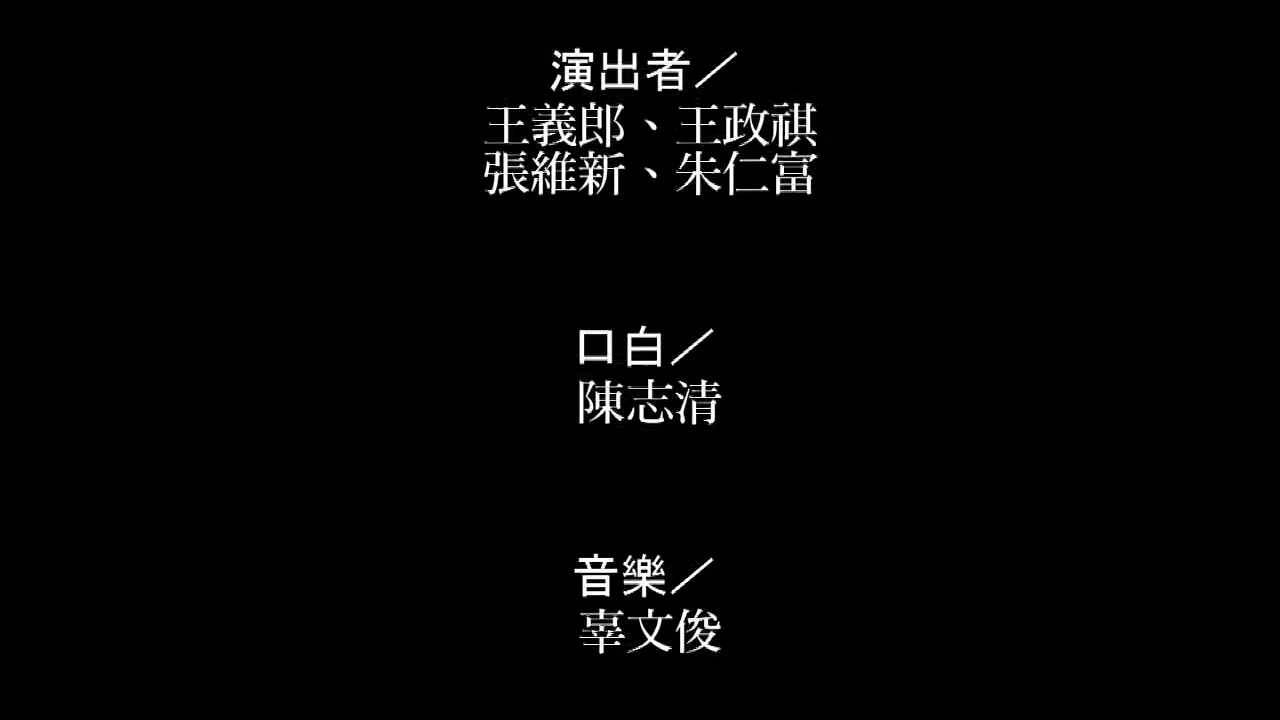 演出者／
王義郎、王政祺
張維新、朱仁富
口白／
陳志清
音樂／
辜文俊